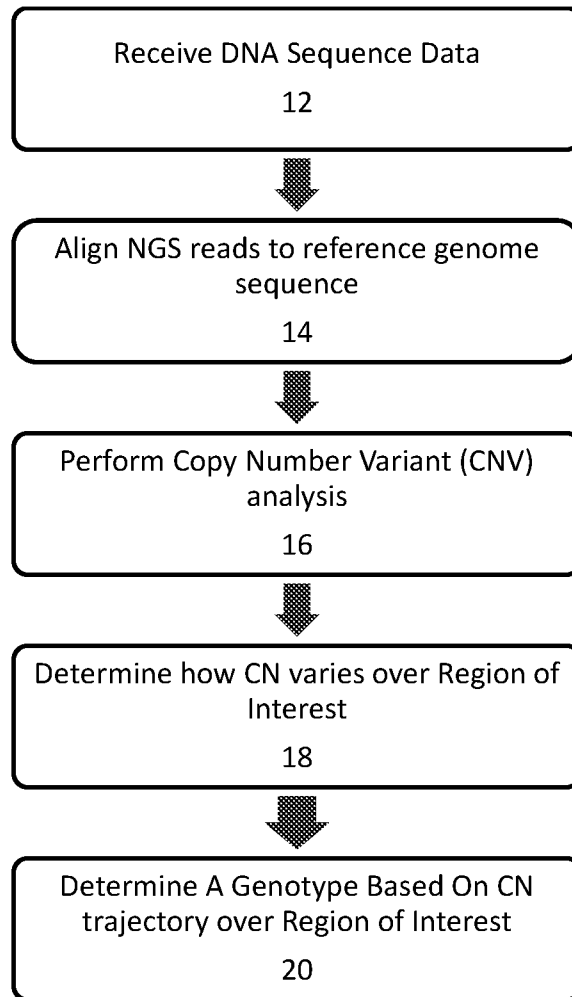 Receive DNA Sequence Data
12
Align NGS reads to reference genome
sequence
14
Perform Copy Number Variant (CNV)
analysis
16
Determine how CN varies over Region of
Interest
18
Determine A Genotype Based On CN
trajectory over Region of Interest
20